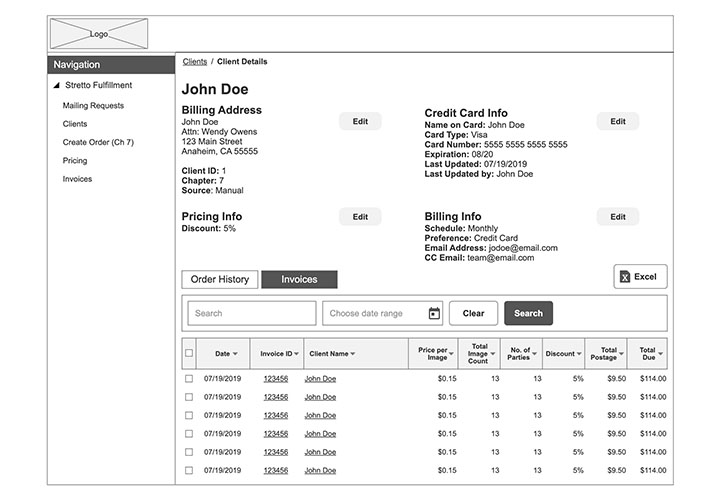 Logo
Navigation
Stretto Fulfillment
Mailing Requests
Clients
Create Order (Ch 7)
Pricing
Invoices
Clients / Client Details
John Doe
Billing Address
John Doe
Attn: Wendy Owens
123 Main Street
Anaheim, CA 55555
Client ID: 1
Chapter: 7
Source: Manual
Edit
Credit Card Info
Name on Card: John Doe
Card Type: Visa
Card Number: 5555 5555 5555 5555
Expiration: 08/20
Last Updated: 07/19/2019
Last Updated by: John Doe
Edit
Pricing Info
Discount: 5%
Edit
Billing Info
Schedule: Monthly
Preference: Credit Card
Email Address: jodoe@email.com
CC Email: team@email.com
Edit
Order History Invoices
Excel
Search Choose date range Clear Search
Date Invoice ID Client Name Price per Image Total Image Count No. of Parties Discount Total Postage Total Due
07/19/2019 123456 John Doe $0.15 13 13 5% $9.50 $114.00
07/19/2019 123456 John Doe $0.15 13 13 5% $9.50 $114.00
07/19/2019 123456 John Doe $0.15 13 13 5% $9.50 $114.00
07/19/2019 123456 John Doe $0.15 13 13 5% $9.50 $114.00
07/19/2019 123456 John Doe $0.15 13 13 5% $9.50 $114.00
07/19/2019 123456 John Doe $0.15 13 13 5% $9.50 $114.00